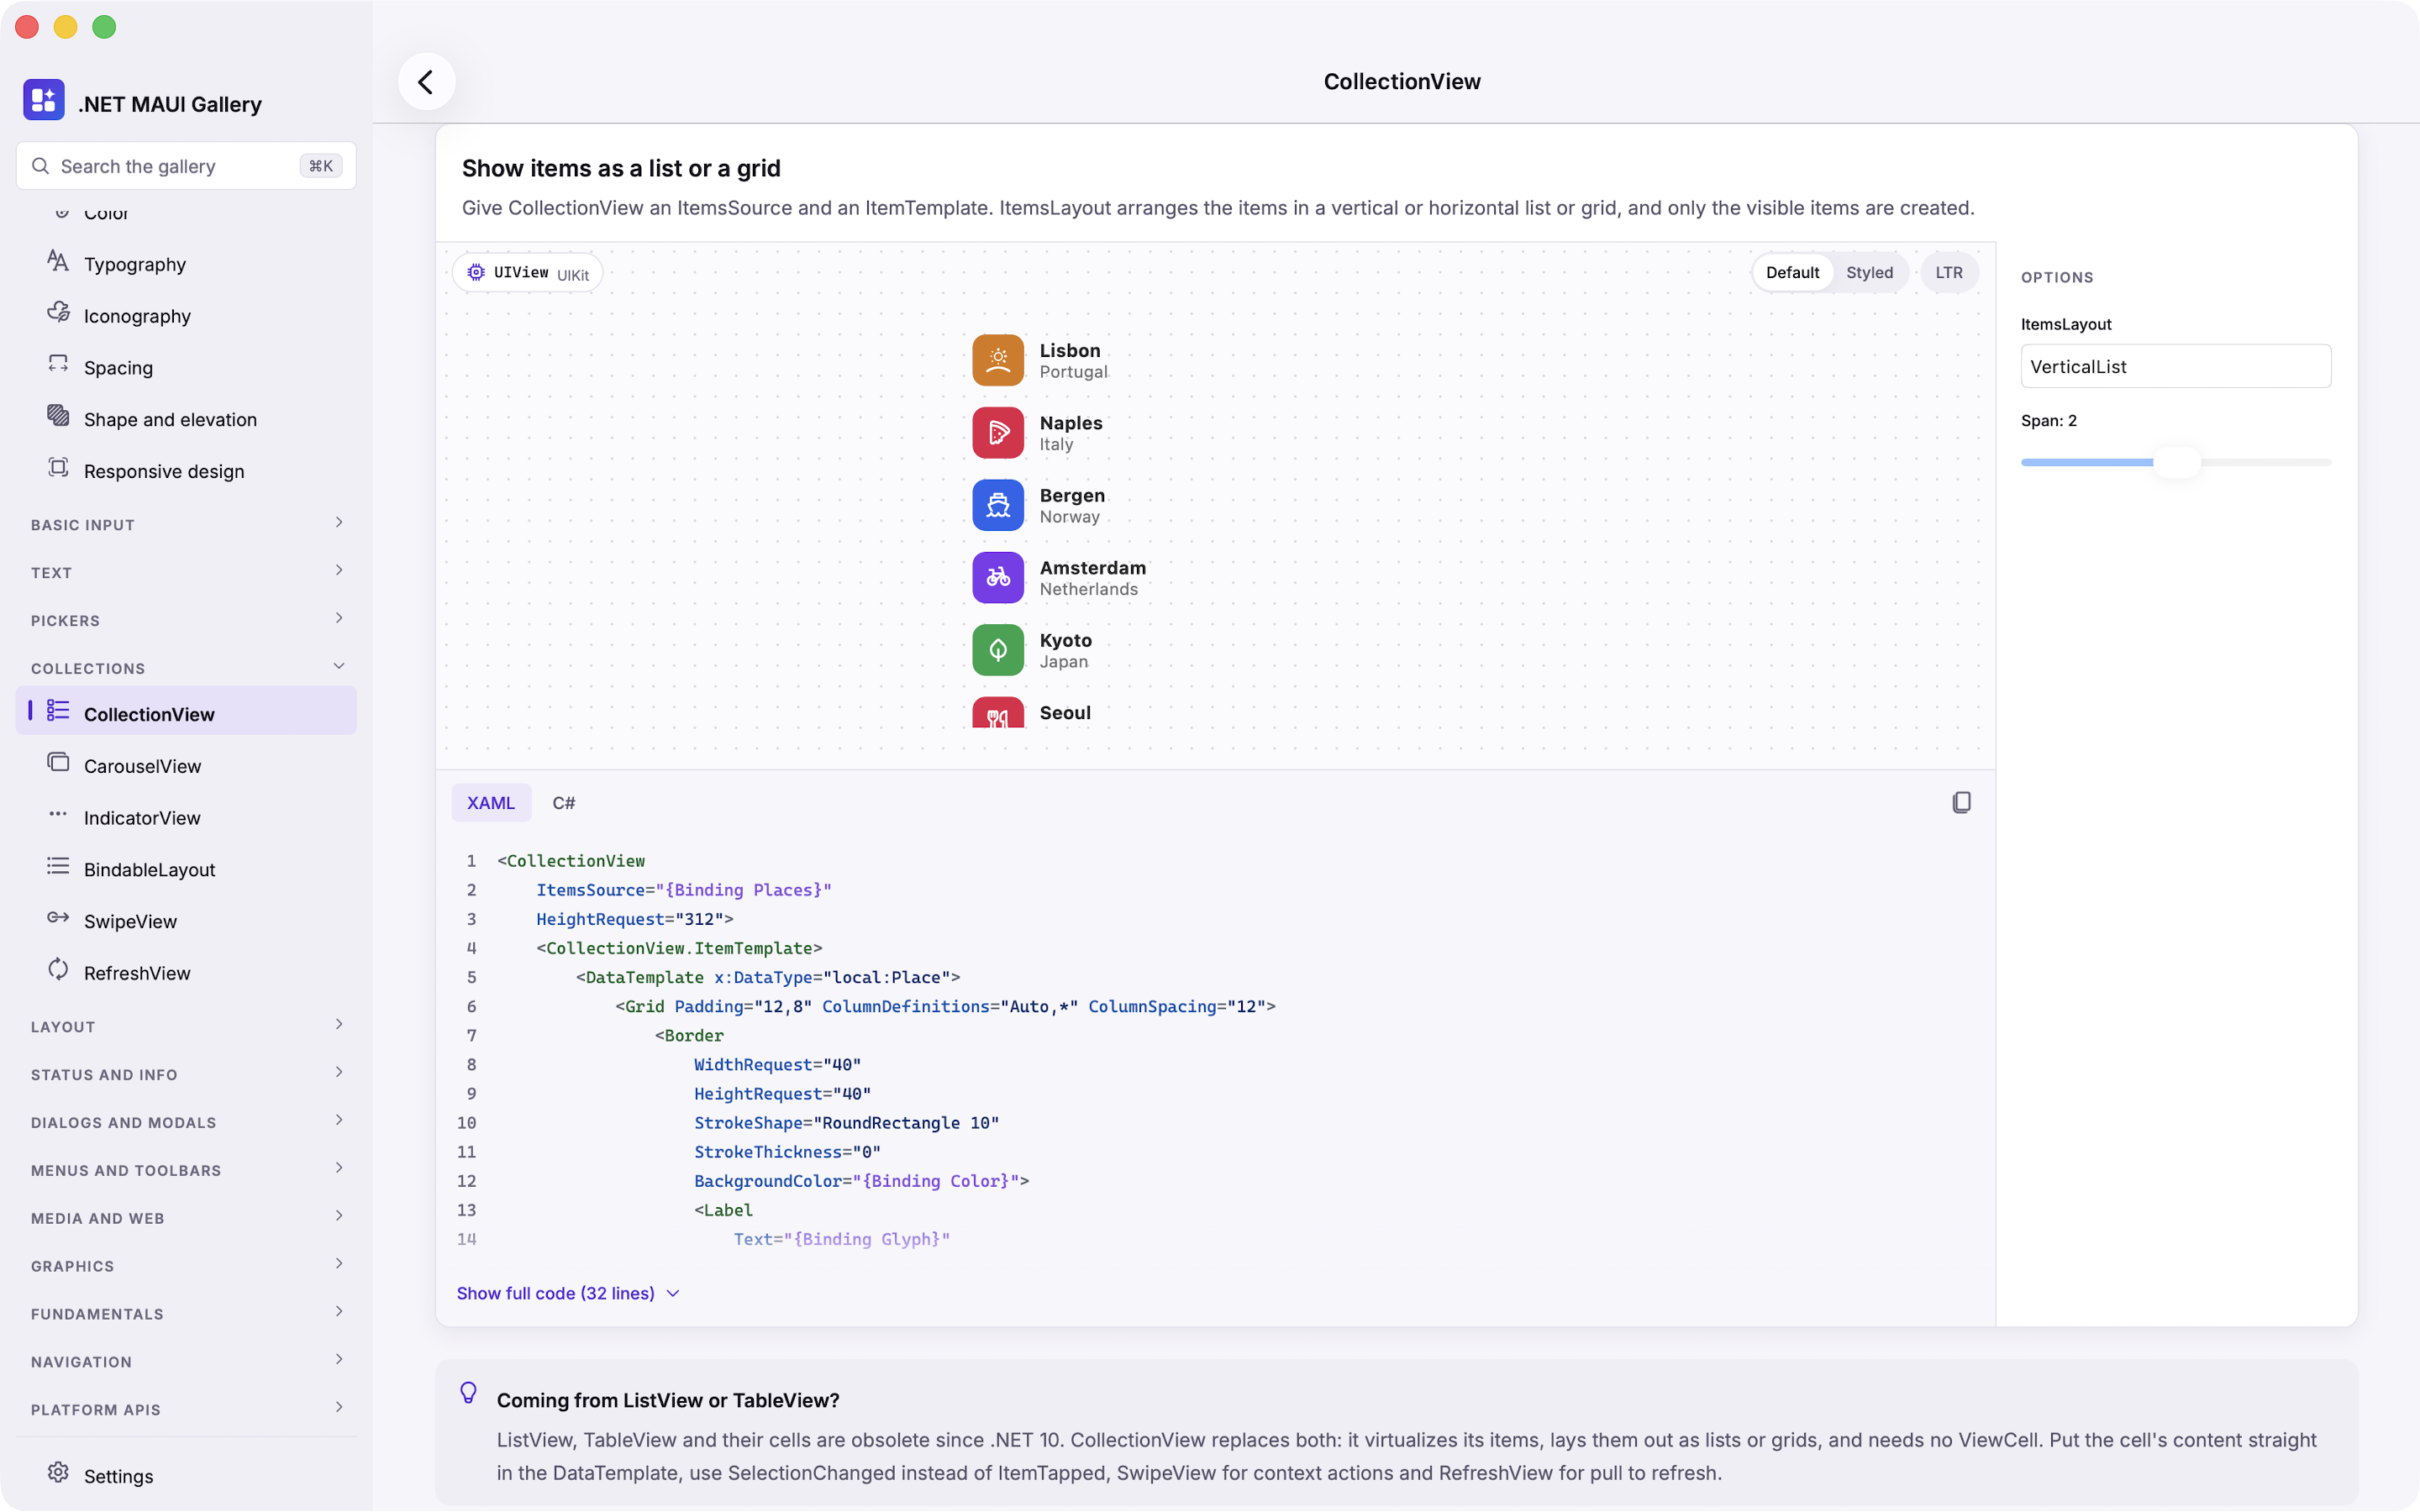 .NET MAUI Gallery
Search the gallery
⌘K
Color
Typography
Iconography
Spacing
Shape and elevation
Responsive design
BASIC INPUT
TEXT
PICKERS
COLLECTIONS
CollectionView
CarouselView
IndicatorView
BindableLayout
SwipeView
RefreshView
LAYOUT
STATUS AND INFO
DIALOGS AND MODALS
MENUS AND TOOLBARS
MEDIA AND WEB
GRAPHICS
FUNDAMENTALS
NAVIGATION
PLATFORM APIS
Settings
CollectionView
Show items as a list or a grid
Give CollectionView an ItemsSource and an ItemTemplate. ItemsLayout arranges the items in a vertical or horizontal list or grid, and only the visible items are created.
UIView UIKit
Default Styled LTR
Lisbon
Portugal
Naples
Italy
Bergen
Norway
Amsterdam
Netherlands
Kyoto
Japan
Seoul
OPTIONS
ItemsLayout
VerticalList
Span: 2
XAML C#
1 <CollectionView
2 ItemsSource="{Binding Places}"
3 HeightRequest="312">
4 <CollectionView.ItemTemplate>
5 <DataTemplate x:DataType="local:Place">
6 <Grid Padding="12,8" ColumnDefinitions="Auto,*" ColumnSpacing="12">
7 <Border
8 WidthRequest="40"
9 HeightRequest="40"
10 StrokeShape="RoundRectangle 10"
11 StrokeThickness="0"
12 BackgroundColor="{Binding Color}">
13 <Label
14 Text="{Binding Glyph}"
Show full code (32 lines)
Coming from ListView or TableView?
ListView, TableView and their cells are obsolete since .NET 10. CollectionView replaces both: it virtualizes its items, lays them out as lists or grids, and needs no ViewCell. Put the cell's content straight
in the DataTemplate, use SelectionChanged instead of ItemTapped, SwipeView for context actions and RefreshView for pull to refresh.